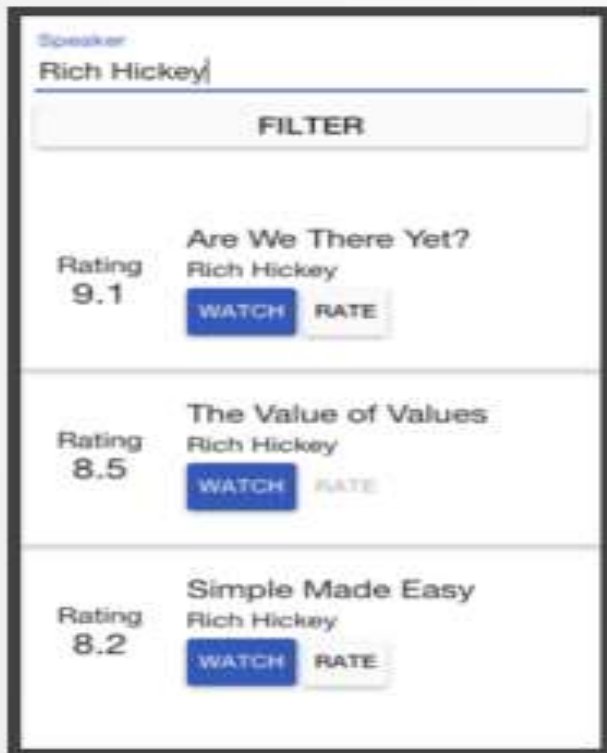 Speaker
Rich Hickey
FILTER
Are We There Yet?
Rating
Rich Hickey
9.1
WATCH RATE
The Value of Values
Rating
Rich Hickey
8.5
WATCH RATE
Simple Made Easy
Rating
Rich Hickey
8.2
WATCH RATE